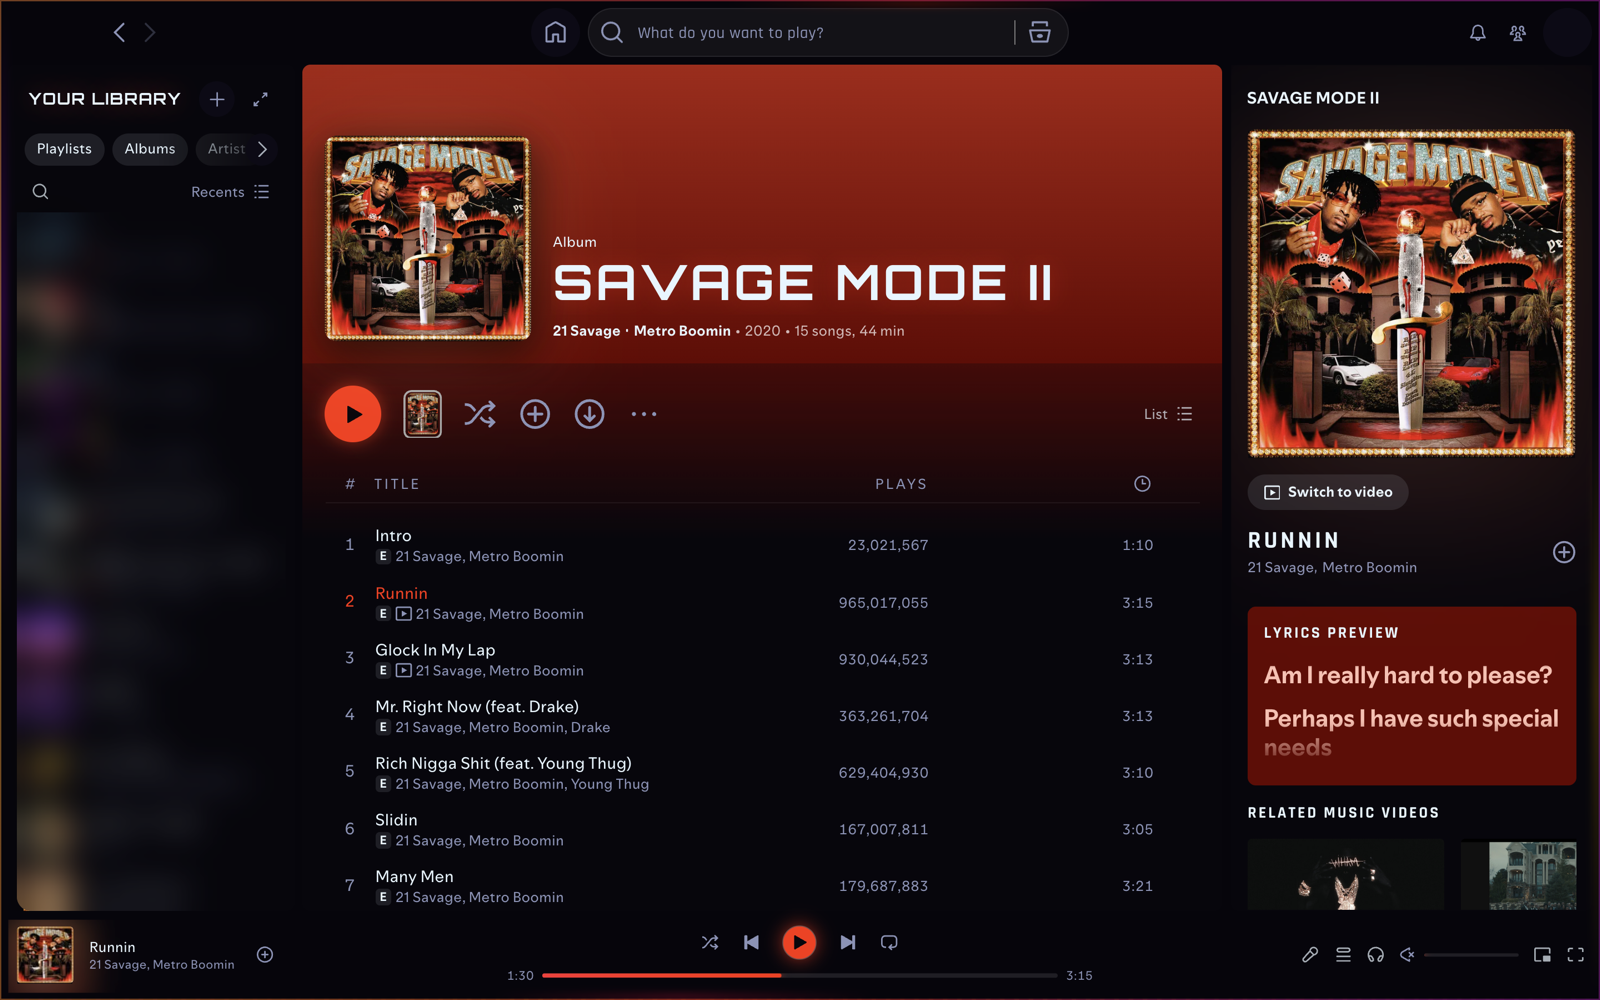 What do you want to play?
YOUR LIBRARY
Playlists
Albums
Artist
Recents
SAVAGE MODE II
Album
SAVAGE MODE II
21 Savage • Metro Boomin • 2020 • 15 songs, 44 min
List
# TITLE PLAYS
1 Intro 23,021,567 1:10
E 21 Savage, Metro Boomin
2 Runnin 965,017,055 3:15
E 21 Savage, Metro Boomin
3 Glock In My Lap 930,044,523 3:13
E 21 Savage, Metro Boomin
4 Mr. Right Now (feat. Drake) 363,261,704 3:13
E 21 Savage, Metro Boomin, Drake
5 Rich Nigga Shit (feat. Young Thug) 629,404,930 3:10
E 21 Savage, Metro Boomin, Young Thug
6 Slidin 167,007,811 3:05
E 21 Savage, Metro Boomin
7 Many Men 179,687,883 3:21
E 21 Savage, Metro Boomin
SAVAGE MODE II
SAVAGE MODE II
Switch to video
RUNNIN
21 Savage, Metro Boomin
LYRICS PREVIEW
Am I really hard to please?
Perhaps I have such special
needs
RELATED MUSIC VIDEOS
Runnin
21 Savage, Metro Boomin
1:30
3:15